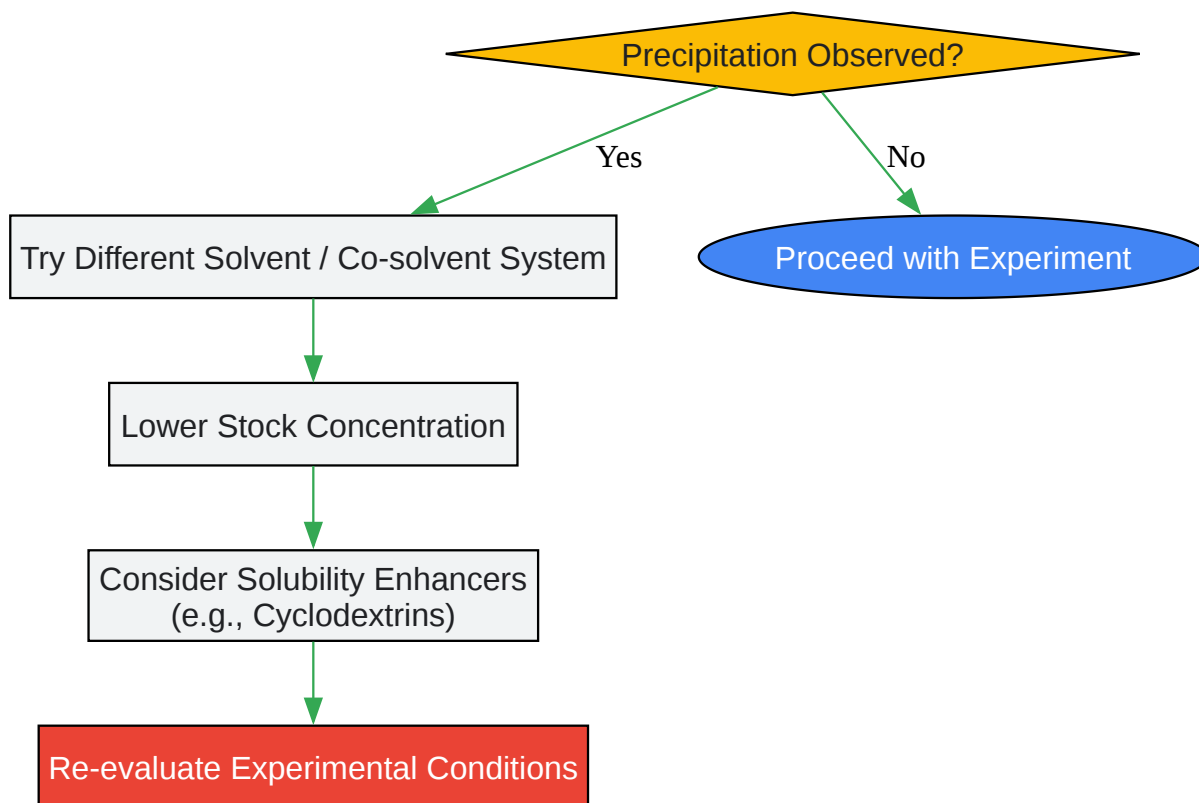 Precipitation Observed?
Yes
No
Try Different Solvent / Co-solvent System
Proceed with Experiment
Lower Stock Concentration
Consider Solubility Enhancers
(e.g., Cyclodextrins)
Re-evaluate Experimental Conditions